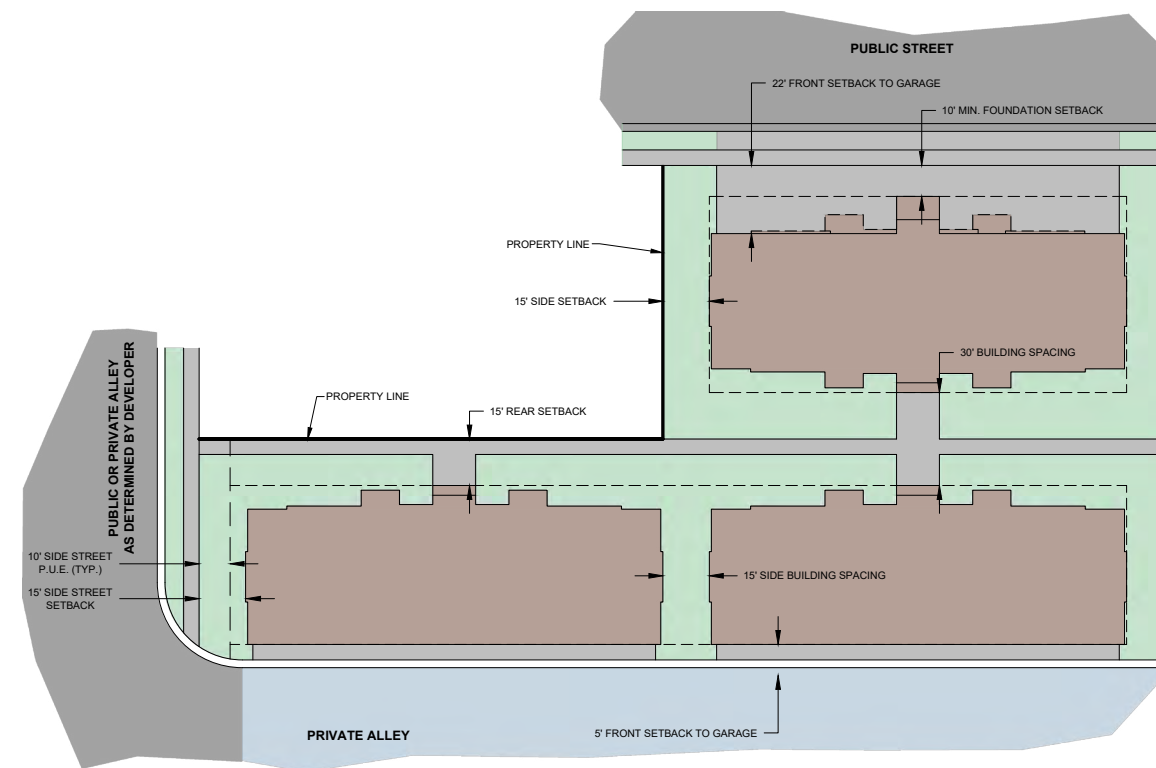 PUBLIC STREET
22' FRONT SETBACK TO GARAGE
10' MIN. FOUNDATION SETBACK
PROPERTY LINE
15' SIDE SETBACK
30' BUILDING SPACING
PUBLIC OR PRIVATE ALLEY
AS DETERMINED BY DEVELOPER
PROPERTY LINE
15' REAR SETBACK
10' SIDE STREET
P.U.E. (TYP.)
15' SIDE STREET
SETBACK
15' SIDE BUILDING SPACING
PRIVATE ALLEY
5' FRONT SETBACK TO GARAGE